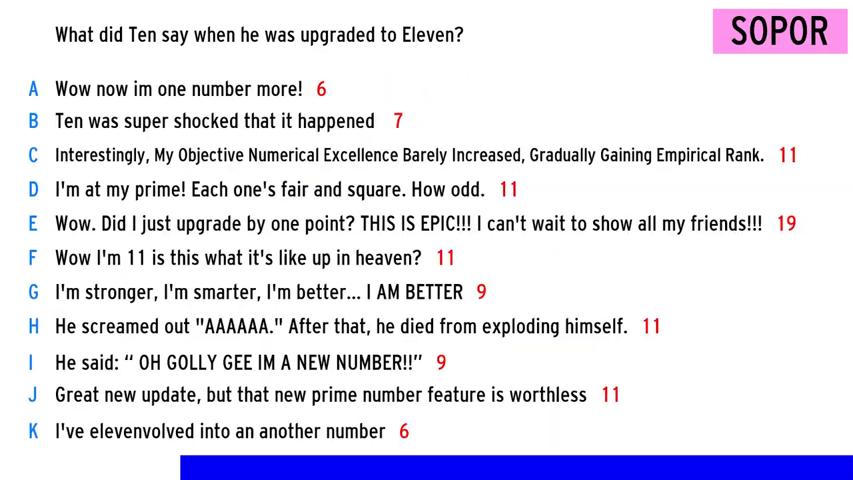 What did Ten say when he was upgraded to Eleven?
SOPOR
A Wow now im one number more! 6
B Ten was super shocked that it happened 7
C Interestingly, My Objective Numerical Excellence Barely Increased, Gradually Gaining Empirical Rank. 11
D I'm at my prime! Each one's fair and square. How odd. 11
E Wow. Did I just upgrade by one point? THIS IS EPIC!!! I can't wait to show all my friends!!! 19
F Wow I'm 11 is this what it's like up in heaven? 11
G I'm stronger, I'm smarter, I'm better... I AM BETTER 9
H He screamed out "AAAAAA." After that, he died from exploding himself. 11
I He said: “ OH GOLLY GEE IM A NEW NUMBER!!” 9
J Great new update, but that new prime number feature is worthless 11
K I've elevenvolved into an another number 6